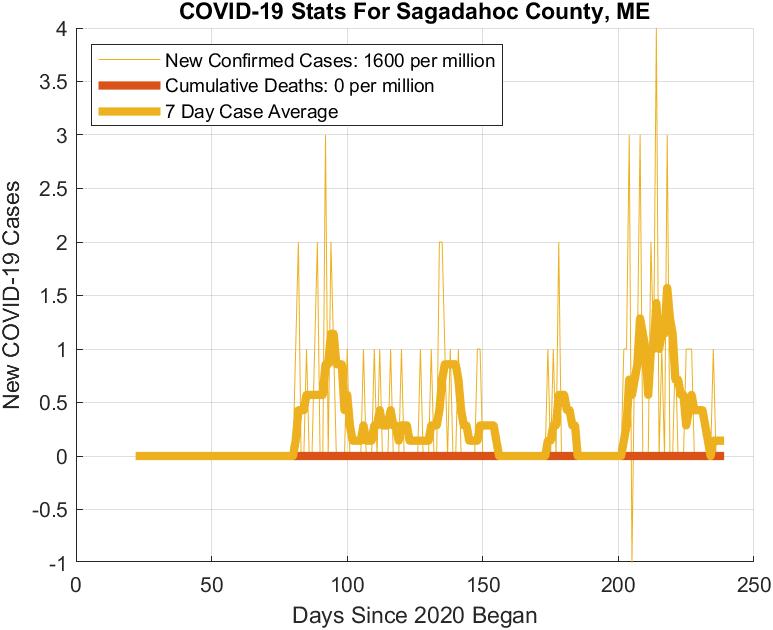 COVID-19 Stats For Sagadahoc County, ME
New Confirmed Cases: 1600 per million
Cumulative Deaths: 0 per million
7 Day Case Average
New COVID-19 Cases
4
3.5
3
2.5
2
1.5
1
0.5
0
-0.5
-1
0 50 100 150 200 250
Days Since 2020 Began